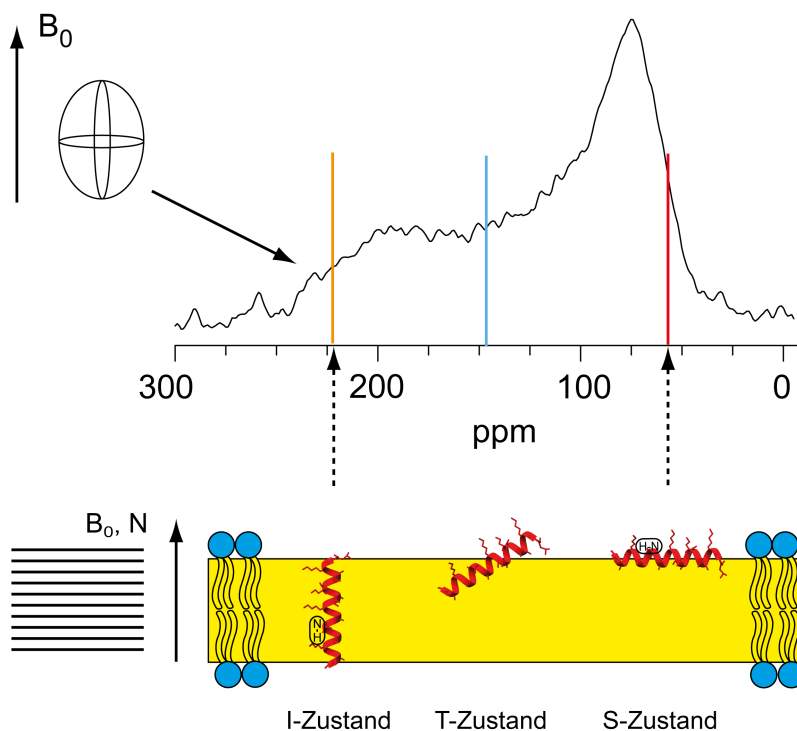 B₀
300 200 100 0
ppm
B₀, N
H-N
N
H
I-Zustand T-Zustand S-Zustand